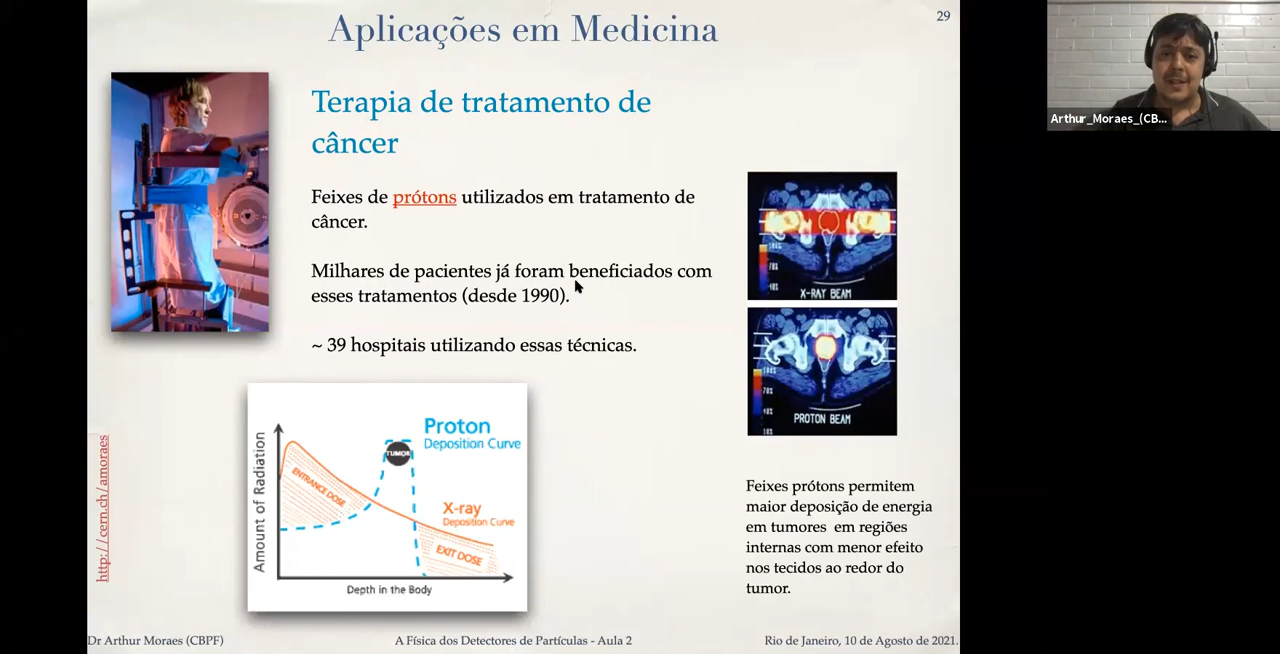 Aplicações em Medicina
29
Terapia de tratamento de
câncer
Feixes de prótons utilizados em tratamento de
câncer.
Milhares de pacientes já foram beneficiados com
esses tratamentos (desde 1990).
~ 39 hospitais utilizando essas técnicas.
Proton
Deposition Curve
TUMOR
ENTRANCE DOSE
X-ray
Deposition Curve
EXIT DOSE
Amount of Radiation
Depth in the Body
http://cern.ch/amoraes
X-RAY BEAM
PROTON BEAM
Feixes prótons permitem
maior deposição de energia
em tumores em regiões
internas com menor efeito
nos tecidos ao redor do
tumor.
Dr Arthur Moraes (CBPF)
A Física dos Detectores de Partículas - Aula 2
Rio de Janeiro, 10 de Agosto de 2021.
Arthur_Moraes_(CB...